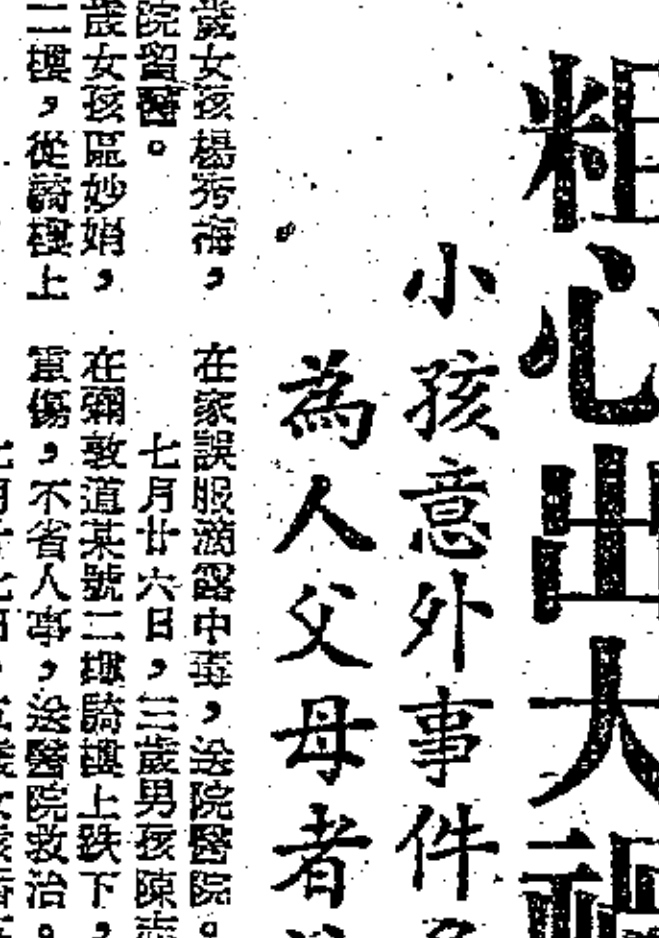 粗心出大禍
小孩意外事件
為人父母者
歲女孩楊秀梅，
在家誤服滴露中毒，送院醫院。
院留醫。
七月廿六日，三歲男孩陳志
歲女孩區妙娟，
在彌敦道某號二樓騎樓上跌下，
二樓，從騎樓上
重傷，不省人事，送醫院救治。